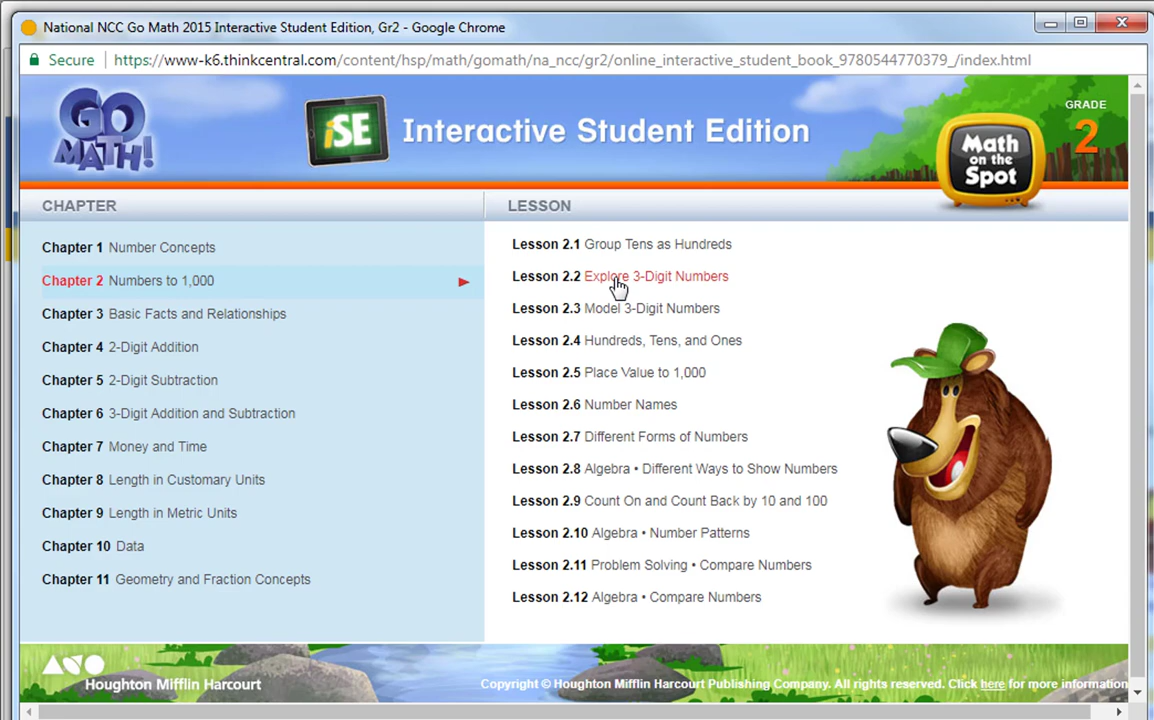 National NCC Go Math 2015 Interactive Student Edition, Gr2 - Google Chrome
Secure https://www-k6.thinkcentral.com/content/hsp/math/gomath/na_ncc/gr2/online_interactive_student_book_9780544770379_/index.html
GO MATH!
iSE
Interactive Student Edition
Math on the Spot
GRADE 2
CHAPTER
Chapter 1 Number Concepts
Chapter 2 Numbers to 1,000
Chapter 3 Basic Facts and Relationships
Chapter 4 2-Digit Addition
Chapter 5 2-Digit Subtraction
Chapter 6 3-Digit Addition and Subtraction
Chapter 7 Money and Time
Chapter 8 Length in Customary Units
Chapter 9 Length in Metric Units
Chapter 10 Data
Chapter 11 Geometry and Fraction Concepts
LESSON
Lesson 2.1 Group Tens as Hundreds
Lesson 2.2 Explore 3-Digit Numbers
Lesson 2.3 Model 3-Digit Numbers
Lesson 2.4 Hundreds, Tens, and Ones
Lesson 2.5 Place Value to 1,000
Lesson 2.6 Number Names
Lesson 2.7 Different Forms of Numbers
Lesson 2.8 Algebra • Different Ways to Show Numbers
Lesson 2.9 Count On and Count Back by 10 and 100
Lesson 2.10 Algebra • Number Patterns
Lesson 2.11 Problem Solving • Compare Numbers
Lesson 2.12 Algebra • Compare Numbers
Houghton Mifflin Harcourt
Copyright © Houghton Mifflin Harcourt Publishing Company. All rights reserved. Click here for more information